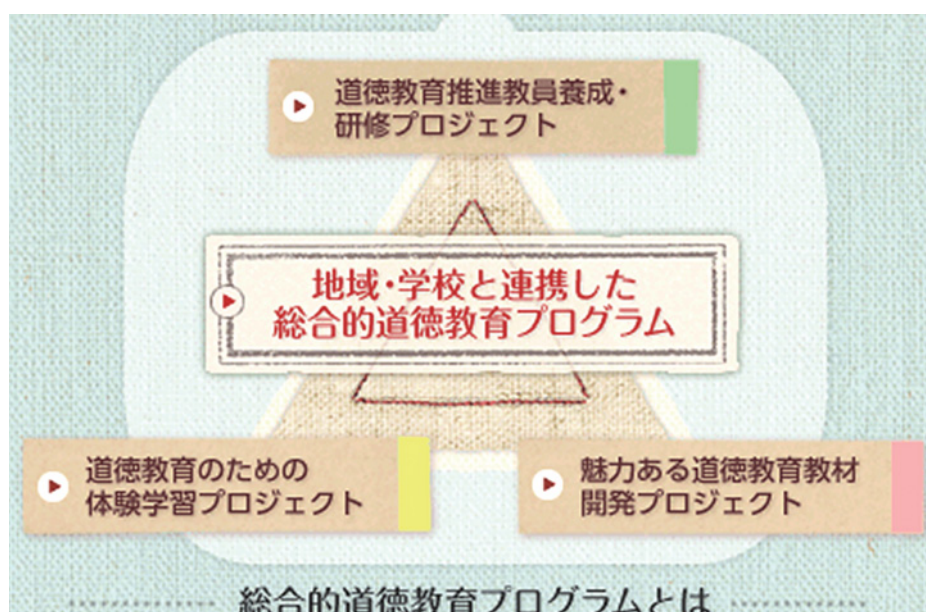 道徳教育推進教員養成・
研修プロジェクト
地域・学校と連携した
総合的道徳教育プログラム
道徳教育のための
体験学習プロジェクト
魅力ある道徳教育教材
開発プロジェクト
総合的道徳教育プログラムとは